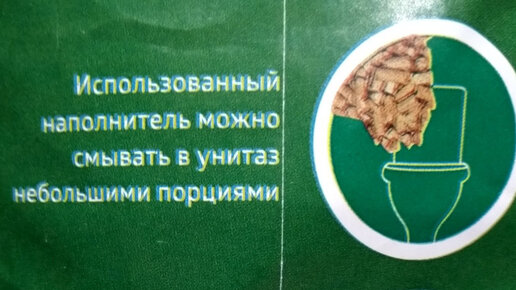 Использованный
наполнитель можно
смывать в унитаз
небольшими порциями